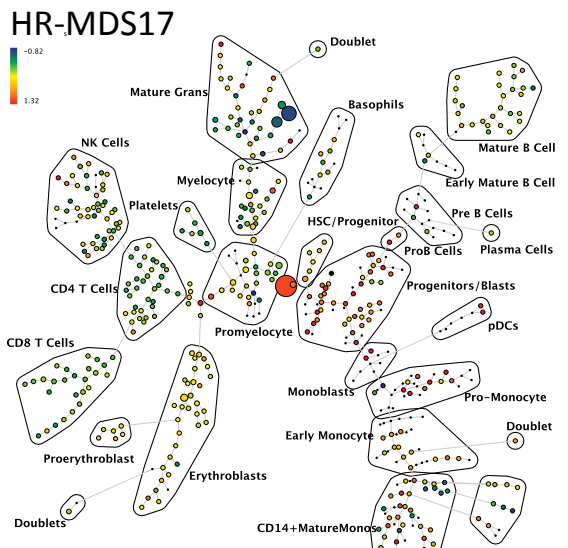 HR-MDS17
-0.82
1.32
Doublet
Mature Grans
Basophils
Mature B Cell
NK Cells
Myelocyte
Early Mature B Cell
Platelets
HSC/Progenitor
Pre B Cells
ProB Cells
Plasma Cells
CD4 T Cells
Progenitors/Blasts
Promyelocyte
pDCs
CD8 T Cells
Monoblasts
Pro-Monocyte
Early Monocyte
Doublet
Proerythroblast
Erythroblasts
Doublets
CD14+MatureMonos